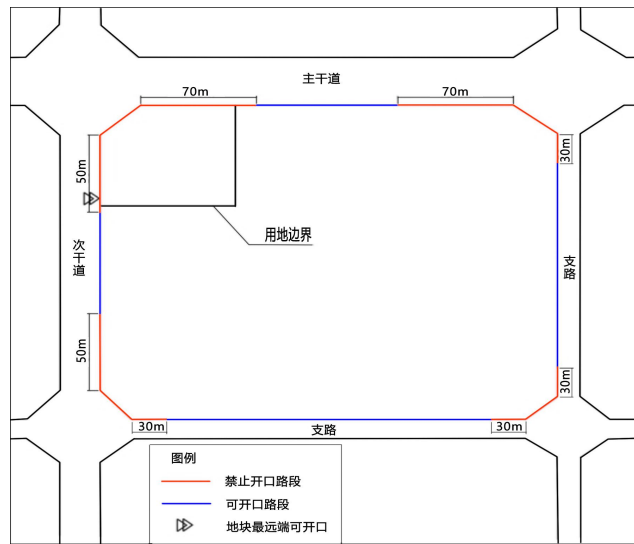 主干道
70m
70m
50m
30m
用地边界
次干道
支路
50m
30m
30m
支路
30m
图例
禁止开口路段
可开口路段
地块最远端可开口